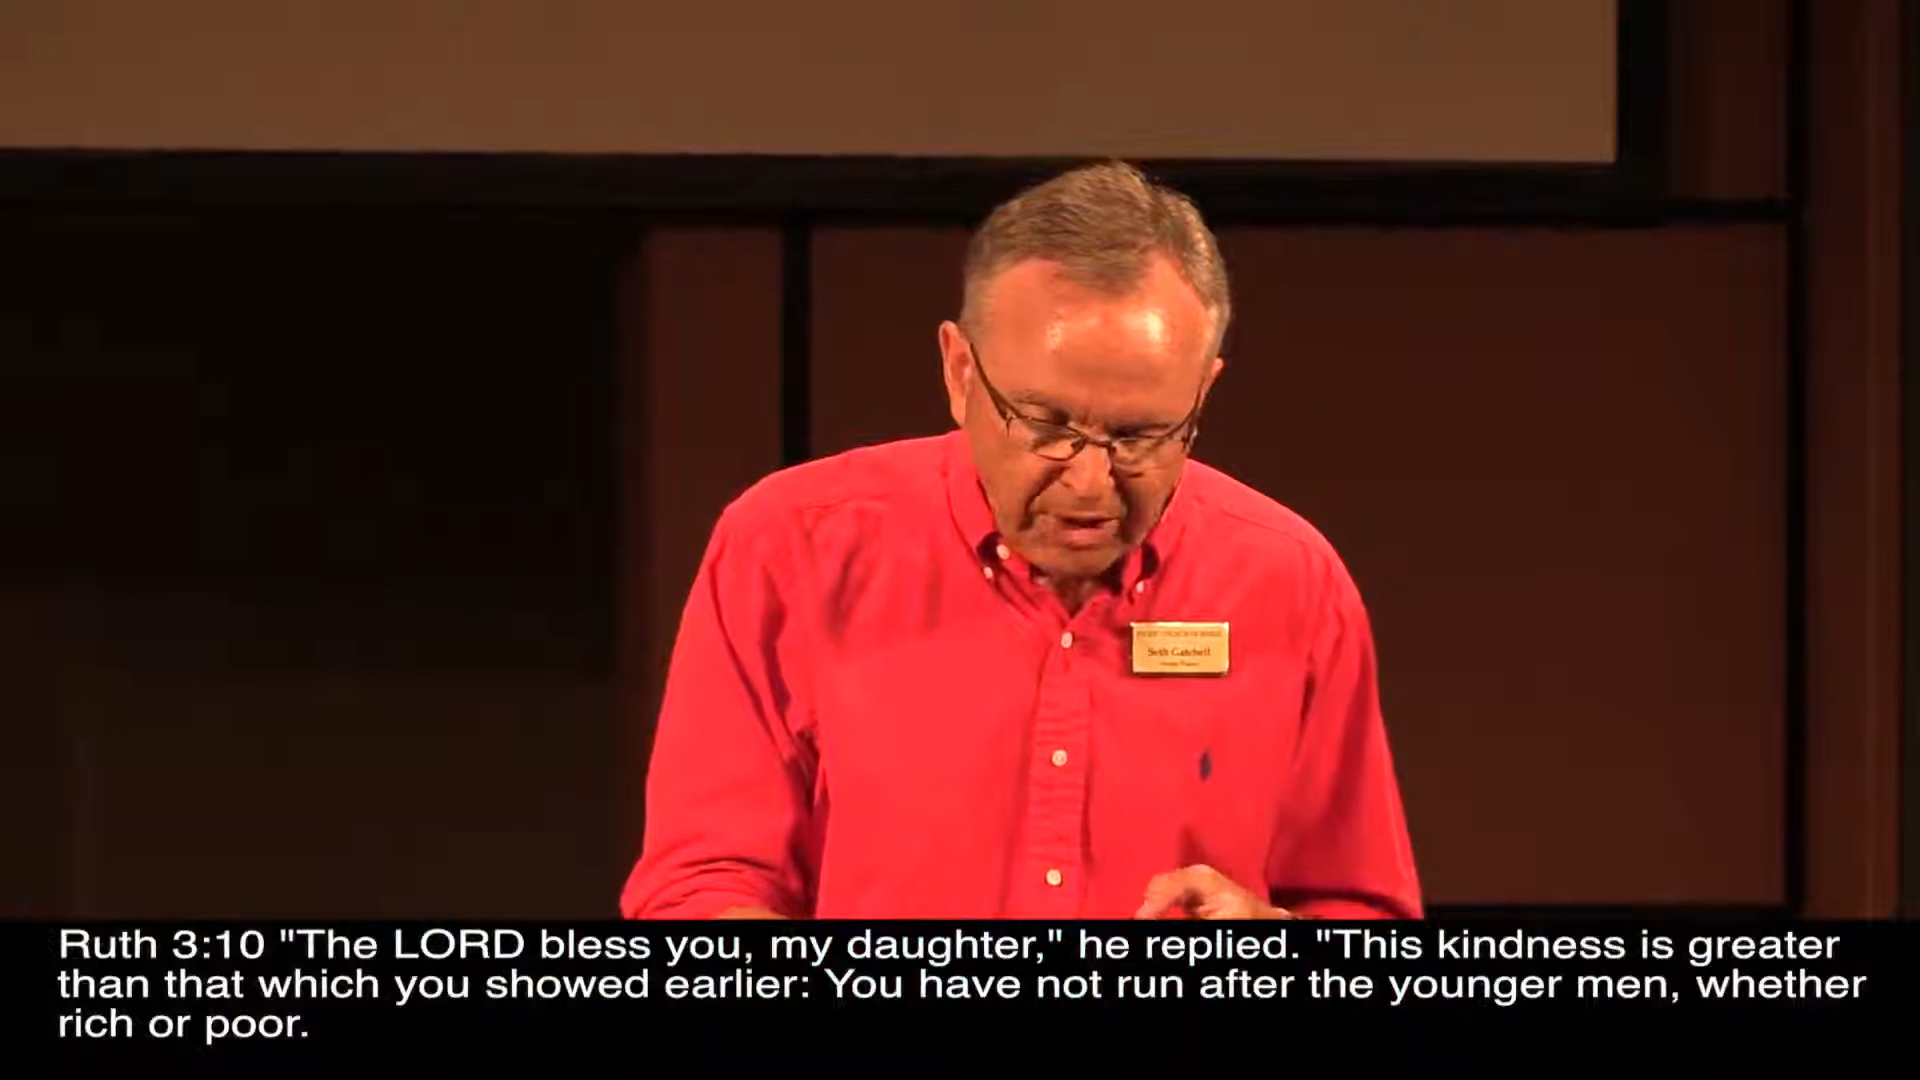 Seth Gatchell
Ruth 3:10 "The LORD bless you, my daughter," he replied. "This kindness is greater
than that which you showed earlier: You have not run after the younger men, whether
rich or poor.